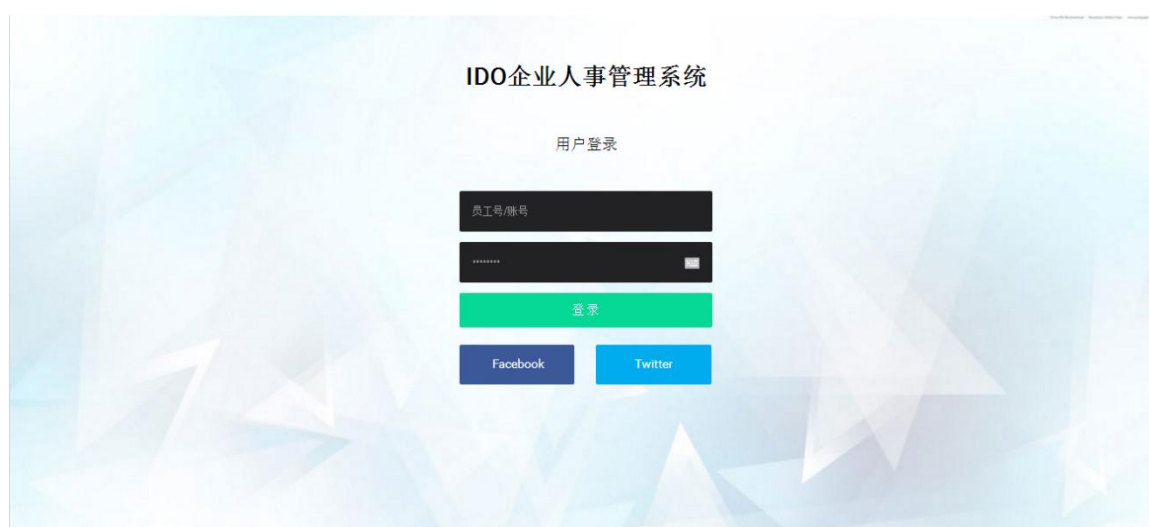 IDO企业人事管理系统
用户登录
员工号/账号
********
登录
Facebook Twitter